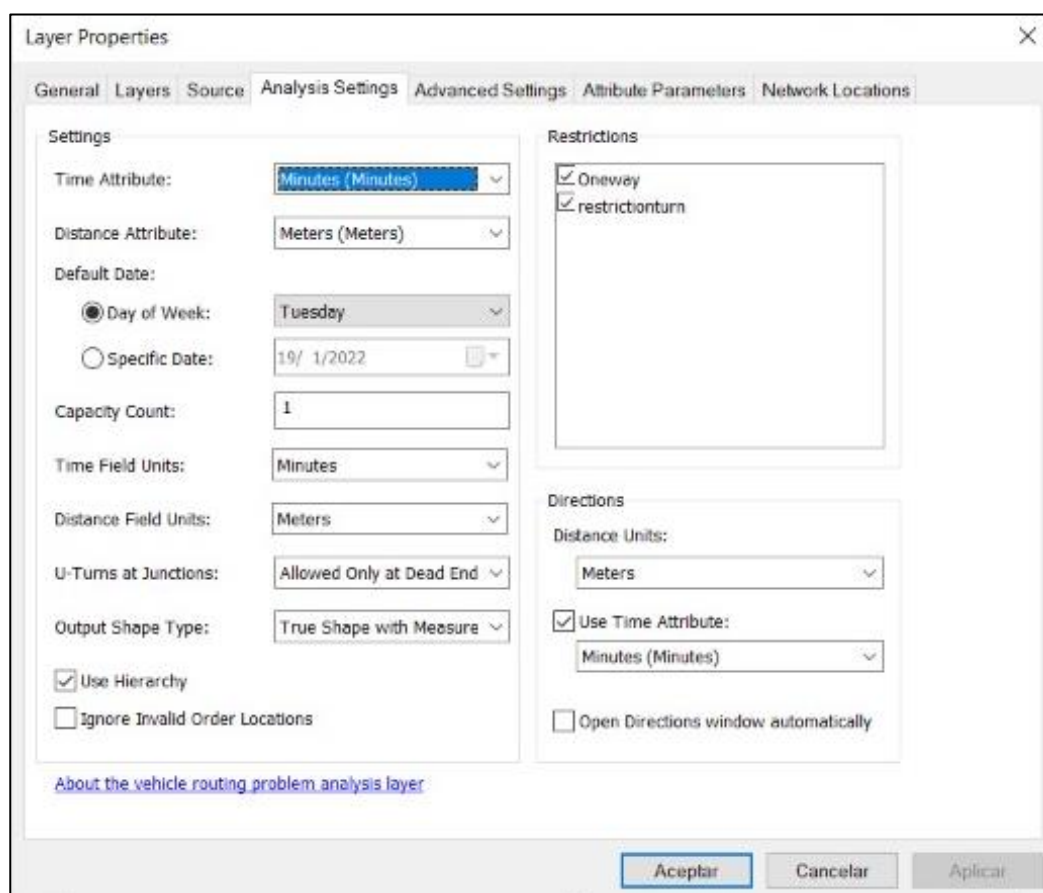 Layer Properties
General Layers Source Analysis Settings Advanced Settings Attribute Parameters Network Locations
Settings
Time Attribute: Minutes (Minutes)
Distance Attribute: Meters (Meters)
Default Date:
Day of Week: Tuesday
Specific Date: 19/ 1/2022
Capacity Count: 1
Time Field Units: Minutes
Distance Field Units: Meters
U-Turns at Junctions: Allowed Only at Dead End
Output Shape Type: True Shape with Measure
Use Hierarchy
Ignore Invalid Order Locations
About the vehicle routing problem analysis layer
Restrictions
Oneway
restrictionturn
Directions
Distance Units:
Meters
Use Time Attribute:
Minutes (Minutes)
Open Directions window automatically
Aceptar Cancelar Aplicar